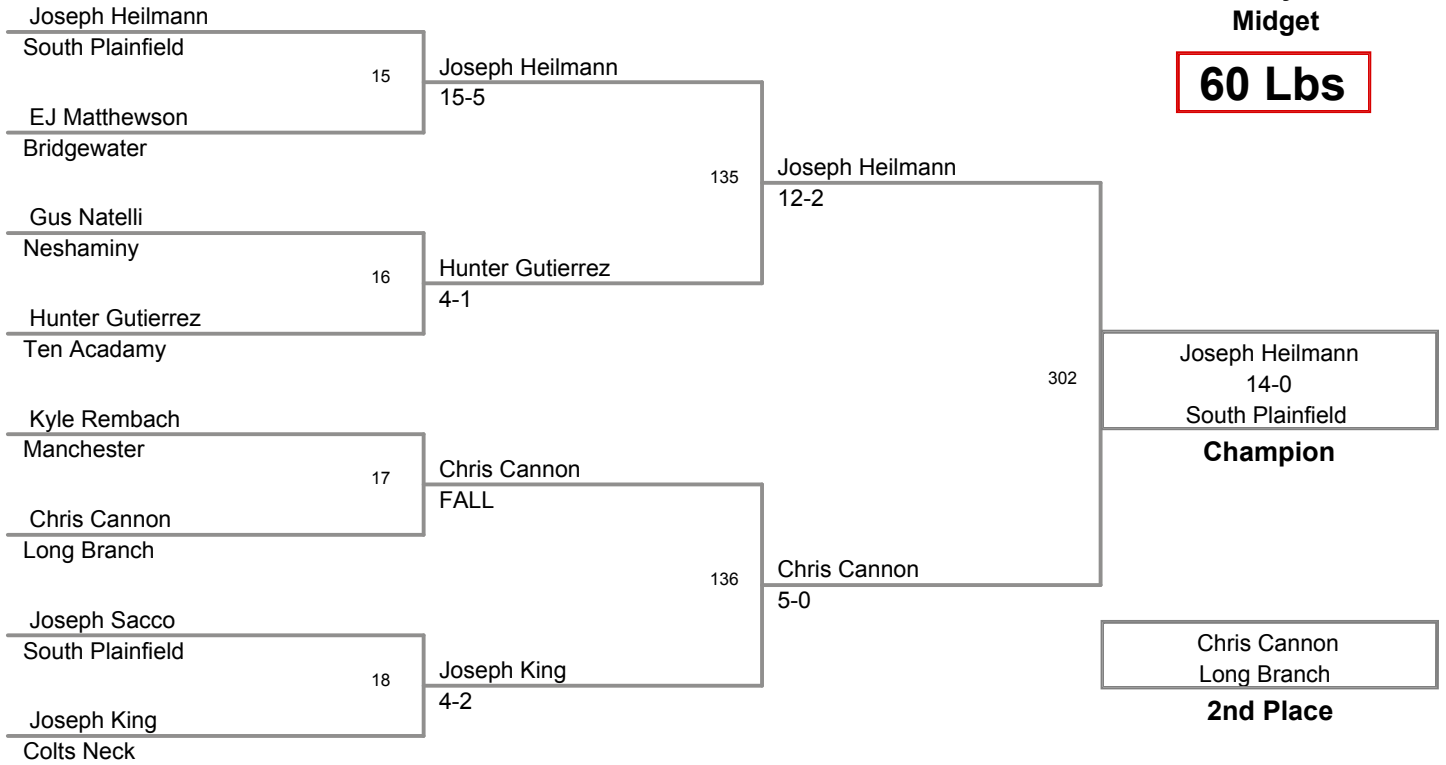 Midget
60 Lbs
Joseph Heilmann
South Plainfield
15
EJ Matthewson
Bridgewater
Gus Natelli
Neshaminy
16
Hunter Gutierrez
Ten Acadamy
Kyle Rembach
Manchester
17
Chris Cannon
Long Branch
Joseph Sacco
South Plainfield
18
Joseph King
Colts Neck
Joseph Heilmann
15-5
135
Hunter Gutierrez
4-1
Chris Cannon
FALL
136
Joseph King
4-2
Joseph Heilmann
12-2
302
Chris Cannon
5-0
Joseph Heilmann
14-0
South Plainfield
Champion
Chris Cannon
Long Branch
2nd Place